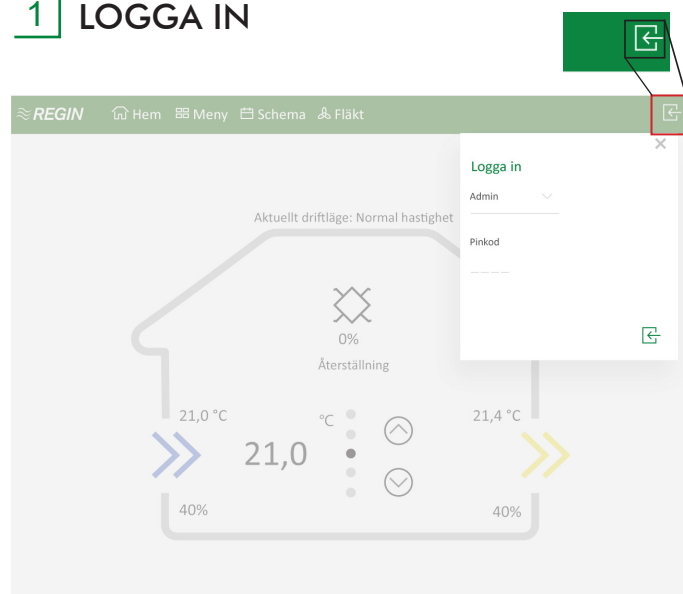 1 LOGGA IN
REGIN Hem Meny Schema Fläkt
Logga in
Admin
Pinkod
Aktuellt driftläge: Normal hastighet
0%
Återställning
21,0 °C
°C
21,4 °C
21,0
40%
40%